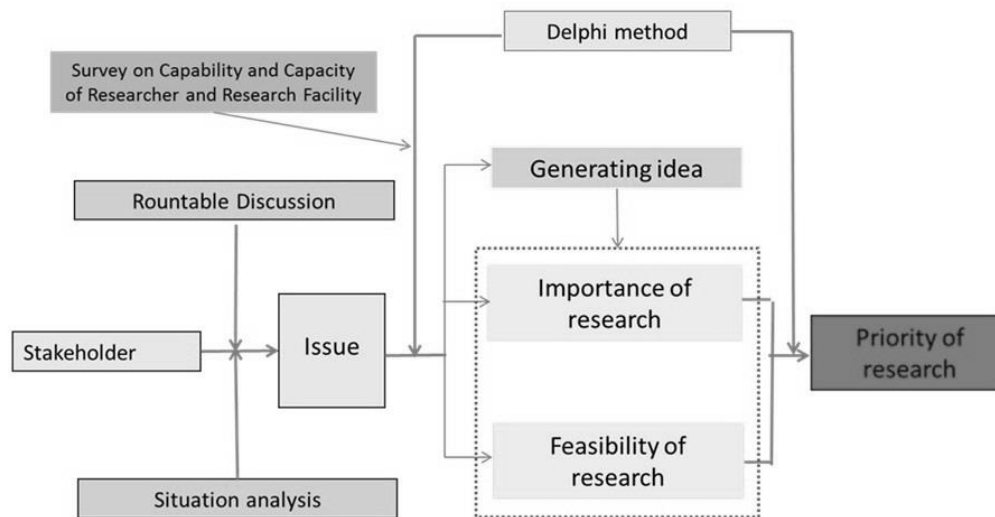 Delphi method
Survey on Capability and Capacity
of Researcher and Research Facility
Generating idea
Rountable Discussion
Importance of
research
Stakeholder
Issue
Priority of
research
Feasibility of
research
Situation analysis